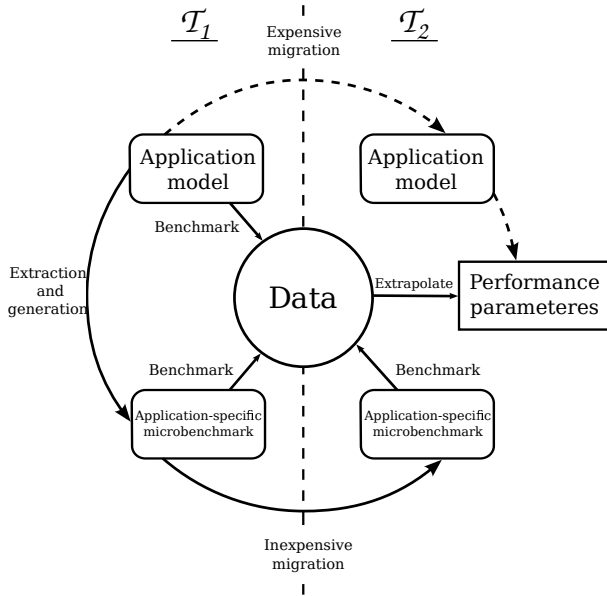 T1
T2
Expensive
migration
Application
model
Application
model
Benchmark
Extraction
and
generation
Data
Extrapolate
Performance
parameteres
Benchmark
Benchmark
Application-specific
microbenchmark
Application-specific
microbenchmark
Inexpensive
migration